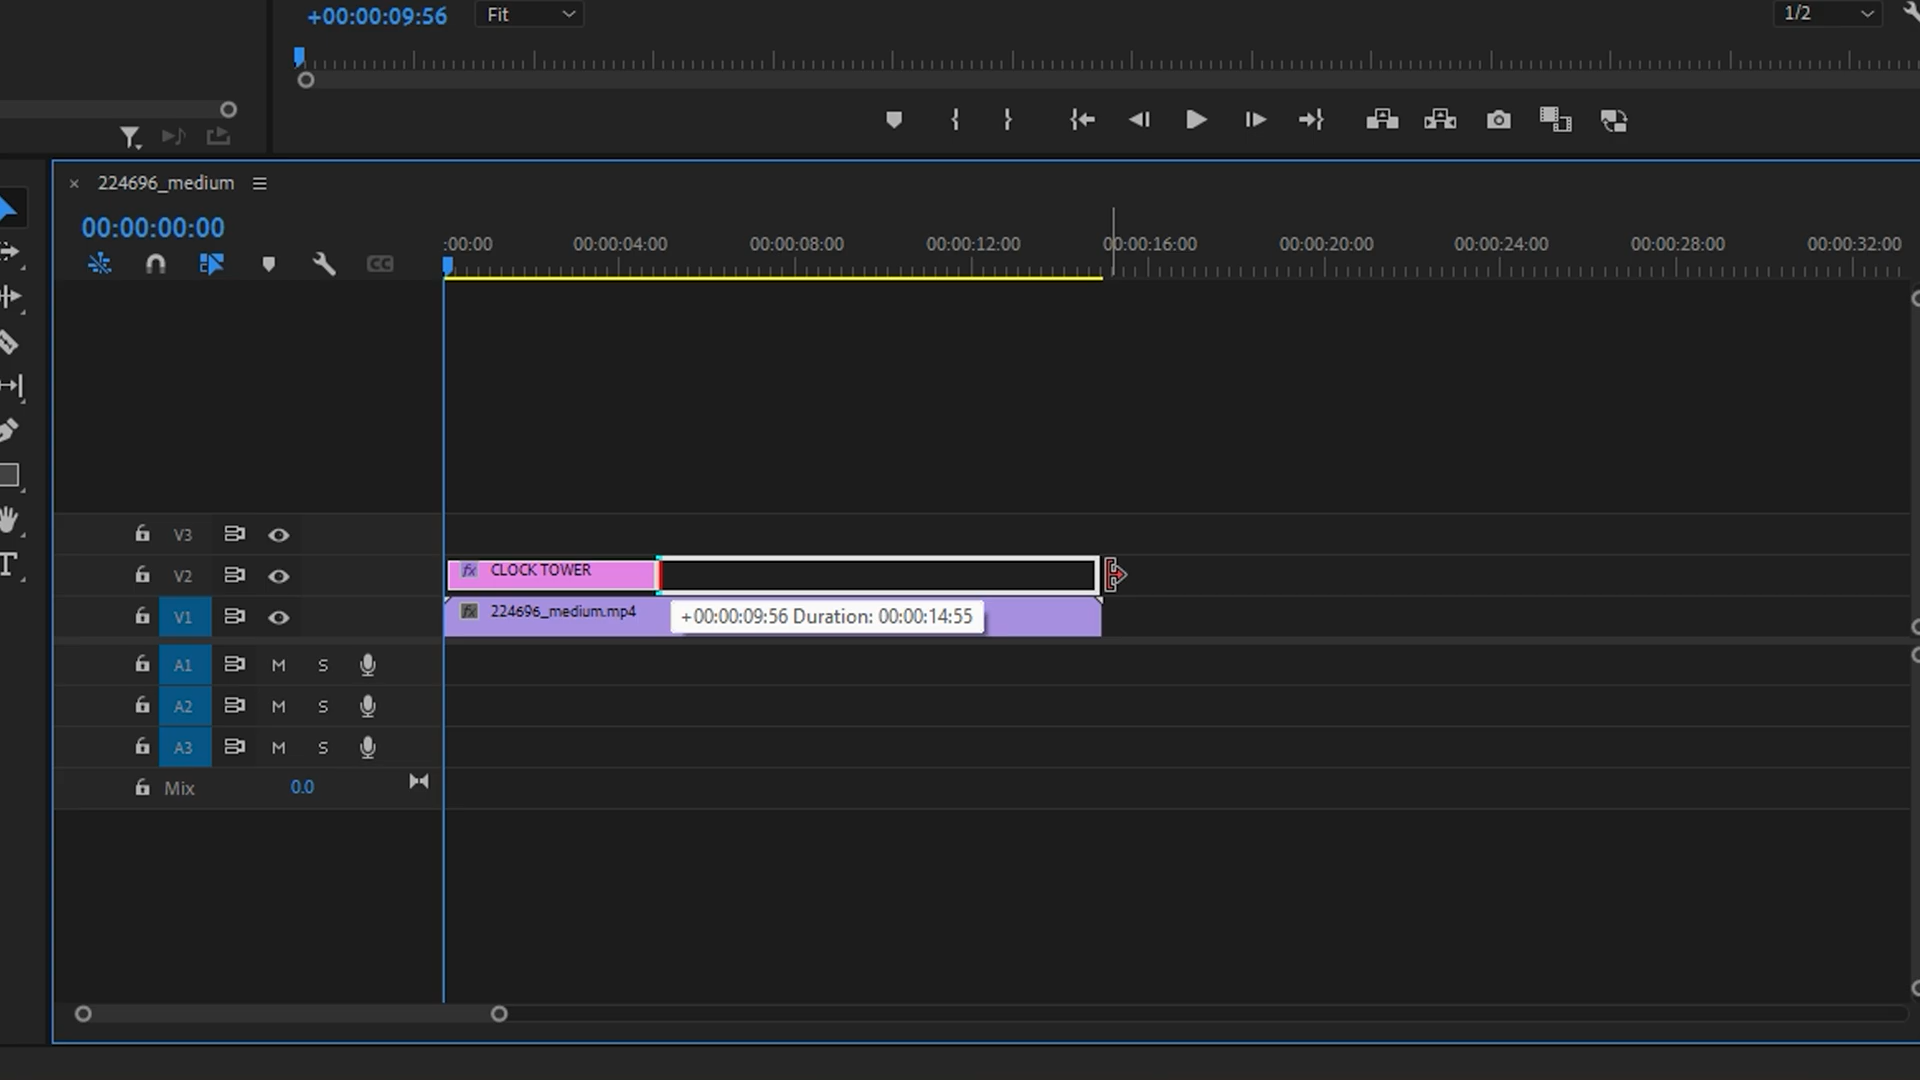 +00:00:09:56
Fit
1/2
224696_medium
00:00:00:00
:00:00
00:00:04:00
00:00:08:00
00:00:12:00
00:00:16:00
00:00:20:00
00:00:24:00
00:00:28:00
00:00:32:00
CC
V3
V2
fx CLOCK TOWER
V1
fx 224696_medium.mp4
+00:00:09:56 Duration: 00:00:14:55
A1 M S
A2 M S
A3 M S
Mix 0.0
T